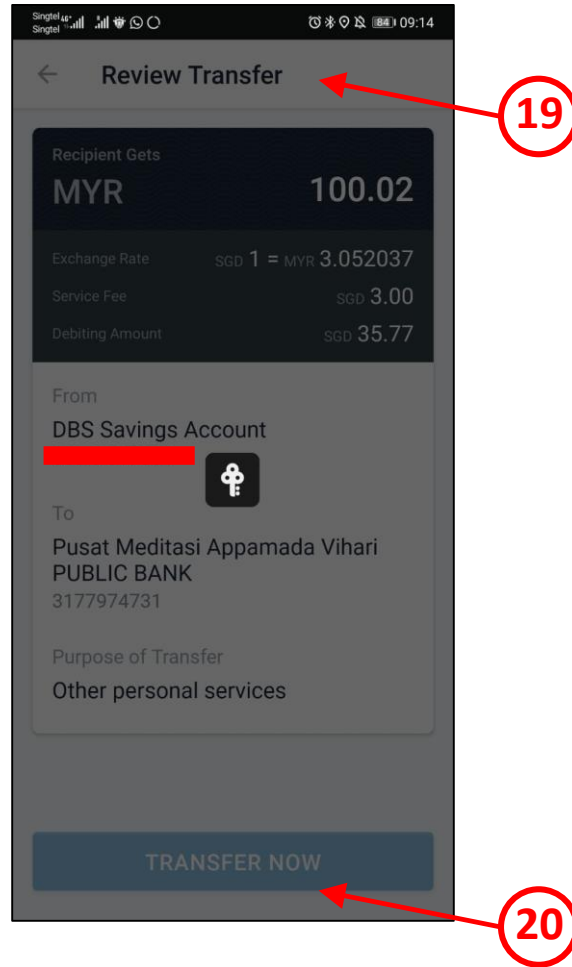 Singtel 46+
Singtel
84 09:14
Review Transfer
19
Recipient Gets
MYR 100.02
Exchange Rate SGD 1 = MYR 3.052037
Service Fee SGD 3.00
Debiting Amount SGD 35.77
From
DBS Savings Account
To
Pusat Meditasi Appamada Vihari
PUBLIC BANK
3177974731
Purpose of Transfer
Other personal services
TRANSFER NOW
20